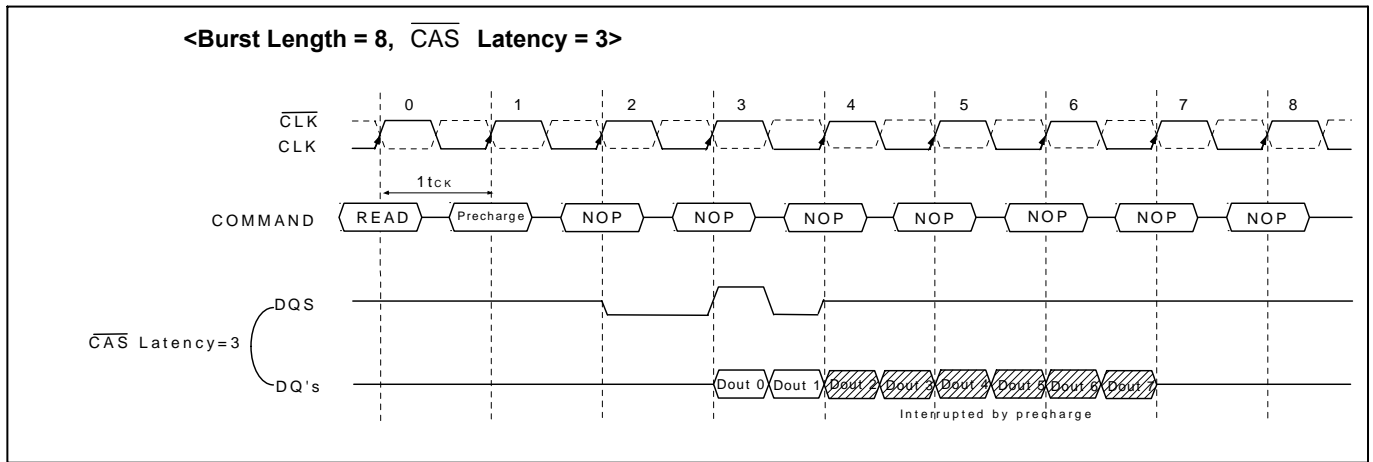 <Burst Length = 8, CAS Latency = 3>
0 1 2 3 4 5 6 7 8
CLK
CLK
1tCK
COMMAND READ Precharge NOP NOP NOP NOP NOP NOP NOP
DQS
CAS Latency=3
DQ's Dout 0 Dout 1 Dout 2 Dout 3 Dout 4 Dout 5 Dout 6 Dout 7
Interrupted by precharge